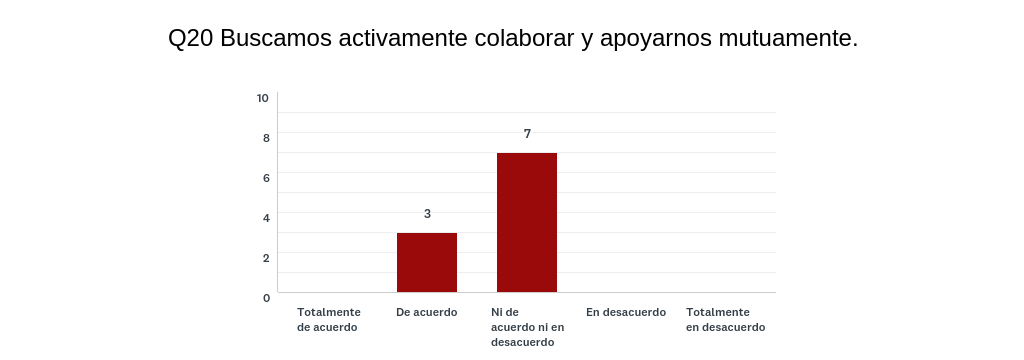 Q20 Buscamos activamente colaborar y apoyarnos mutuamente.
10
8
7
6
4
3
2
0
Totalmente
de acuerdo
De acuerdo
Ni de
acuerdo ni en
desacuerdo
En desacuerdo
Totalmente
en desacuerdo